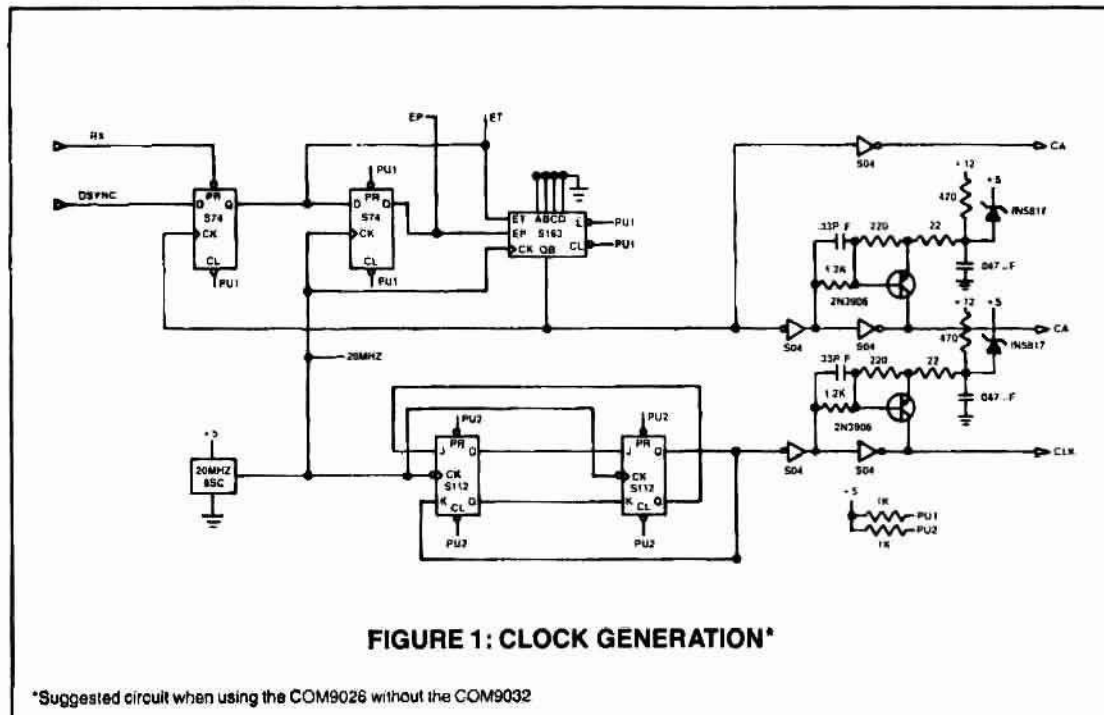 EP ET
RX
DSYNC
PU1 PU1
PR
D Q
S74
CK
CL
PU1
PR
D Q
S74
CK
CL
PU1
ABCD
ET
EP S163
CK QB
L
CL
PU1
PU1
S04
CA
+12
+5
470
1N5817
.33P F
220
22
1.2K
2N3906
.047 F
S04
S04
CA
+12
+5
470
1N5817
.33P F
220
22
1.2K
2N3906
.047 F
S04
S04
CLK
20MHZ
+5
20MHZ
OSC
PU2
PR
J Q
CK
S112
K Q
CL
PU2
PU2
PR
J Q
CK
S112
K Q
CL
PU2
+5
1K
PU1
PU2
1K
FIGURE 1: CLOCK GENERATION*
*Suggested circuit when using the COM9026 without the COM9032